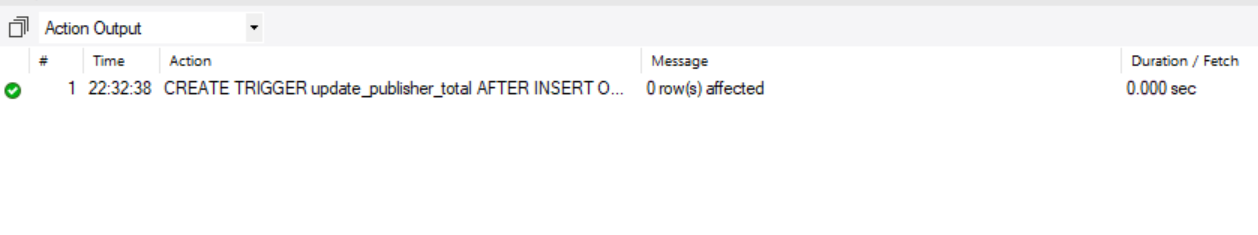 Action Output
# Time Action Message Duration / Fetch
1 22:32:38 CREATE TRIGGER update_publisher_total AFTER INSERT O... 0 row(s) affected 0.000 sec